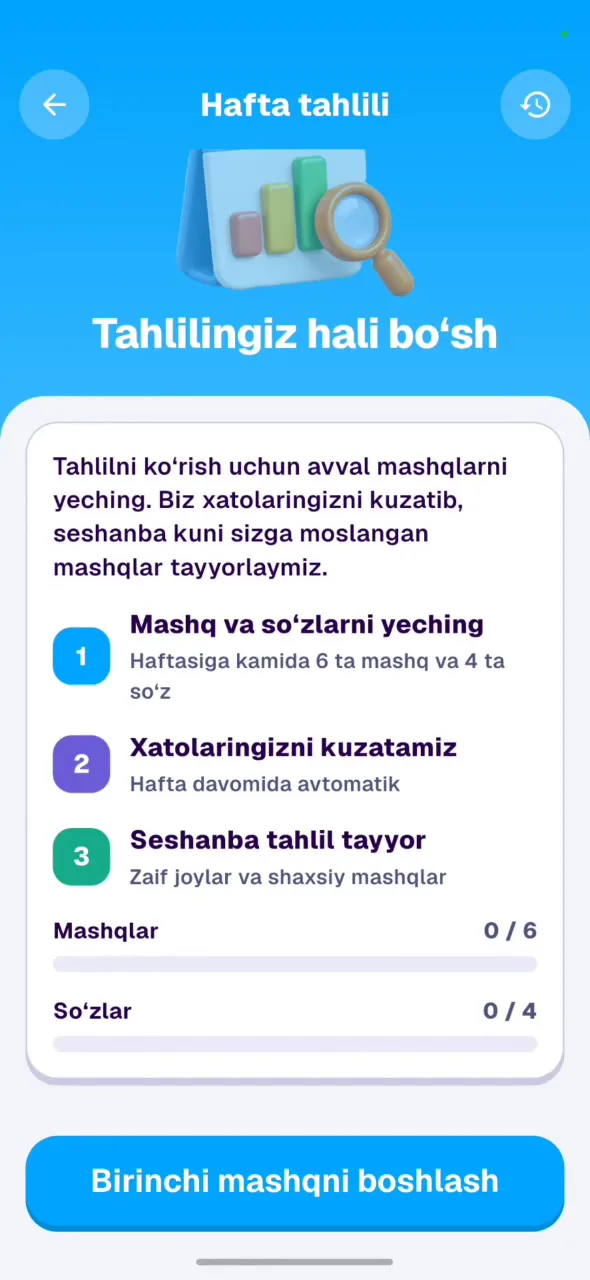 Hafta tahlili
Tahlilingiz hali bo‘sh
Tahlilni ko‘rish uchun avval mashqlarni
yeching. Biz xatolaringizni kuzatib,
seshanba kuni sizga moslangan
mashqlar tayyorlaymiz.
1
Mashq va so‘zlarni yeching
Haftasiga kamida 6 ta mashq va 4 ta
so‘z
2
Xatolaringizni kuzatamiz
Hafta davomida avtomatik
3
Seshanba tahlil tayyor
Zaif joylar va shaxsiy mashqlar
Mashqlar 0 / 6
So‘zlar 0 / 4
Birinchi mashqni boshlash